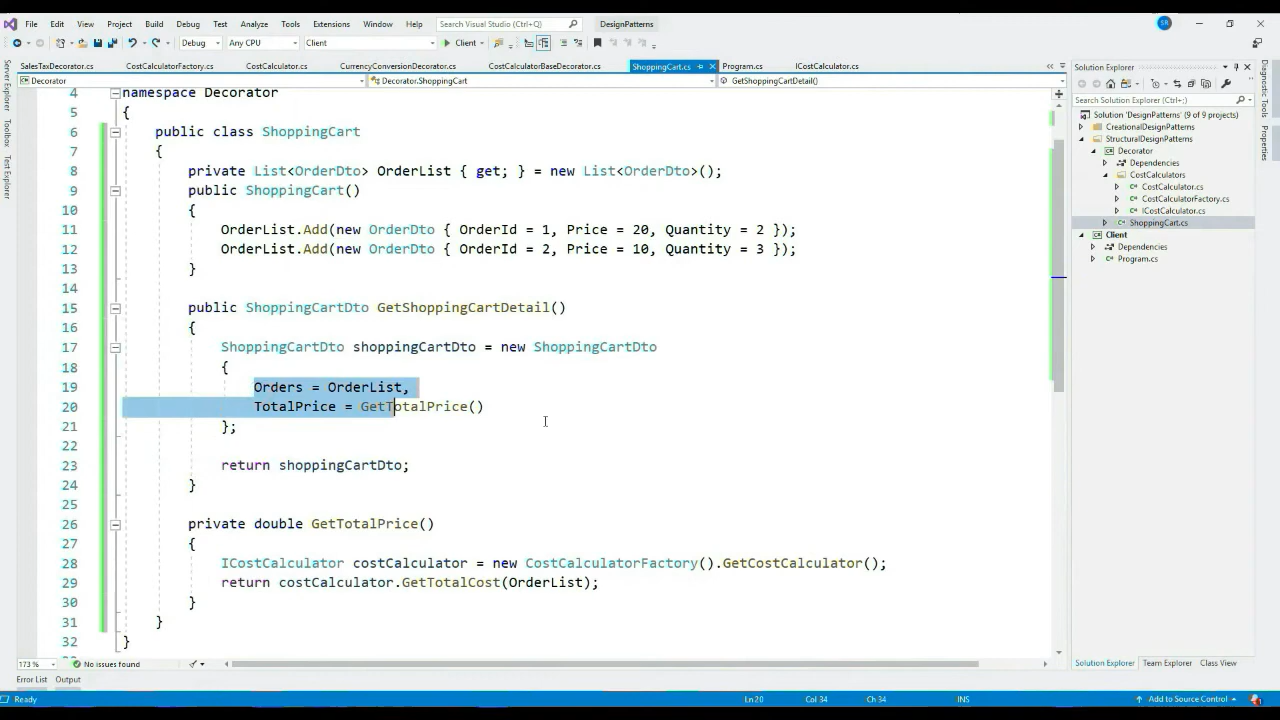 File Edit View Project Build Debug Test Analyze Tools Extensions Window Help Search Visual Studio (Ctrl+Q) DesignPatterns SR
Debug Any CPU Client Client
SalesTaxDecorator.cs CostCalculatorFactory.cs CostCalculator.cs CurrencyConversionDecorator.cs CostCalculatorBaseDecorator.cs ShoppingCart.cs Program.cs ICostCalculator.cs
Decorator Decorator.ShoppingCart GetShoppingCartDetail()
Server Explorer
Toolbox
Test Explorer
4 namespace Decorator
5 {
6 public class ShoppingCart
7 {
8 private List<OrderDto> OrderList { get; } = new List<OrderDto>();
9 public ShoppingCart()
10 {
11 OrderList.Add(new OrderDto { OrderId = 1, Price = 20, Quantity = 2 });
12 OrderList.Add(new OrderDto { OrderId = 2, Price = 10, Quantity = 3 });
13 }
14
15 public ShoppingCartDto GetShoppingCartDetail()
16 {
17 ShoppingCartDto shoppingCartDto = new ShoppingCartDto
18 {
19 Orders = OrderList,
20 TotalPrice = GetTotalPrice()
21 };
22
23 return shoppingCartDto;
24 }
25
26 private double GetTotalPrice()
27 {
28 ICostCalculator costCalculator = new CostCalculatorFactory().GetCostCalculator();
29 return costCalculator.GetTotalCost(OrderList);
30 }
31 }
32 }
173 % No issues found
Error List Output
Solution Explorer
Search Solution Explorer (Ctrl+;)
Solution 'DesignPatterns' (9 of 9 projects)
CreationalDesignPatterns
StructuralDesignPatterns
Decorator
Dependencies
CostCalculators
CostCalculator.cs
CostCalculatorFactory.cs
ICostCalculator.cs
ShoppingCart.cs
Client
Dependencies
Program.cs
Solution Explorer Team Explorer Class View
Diagnostic Tools
Properties
Ready Ln 20 Col 34 Ch 34 INS Add to Source Control